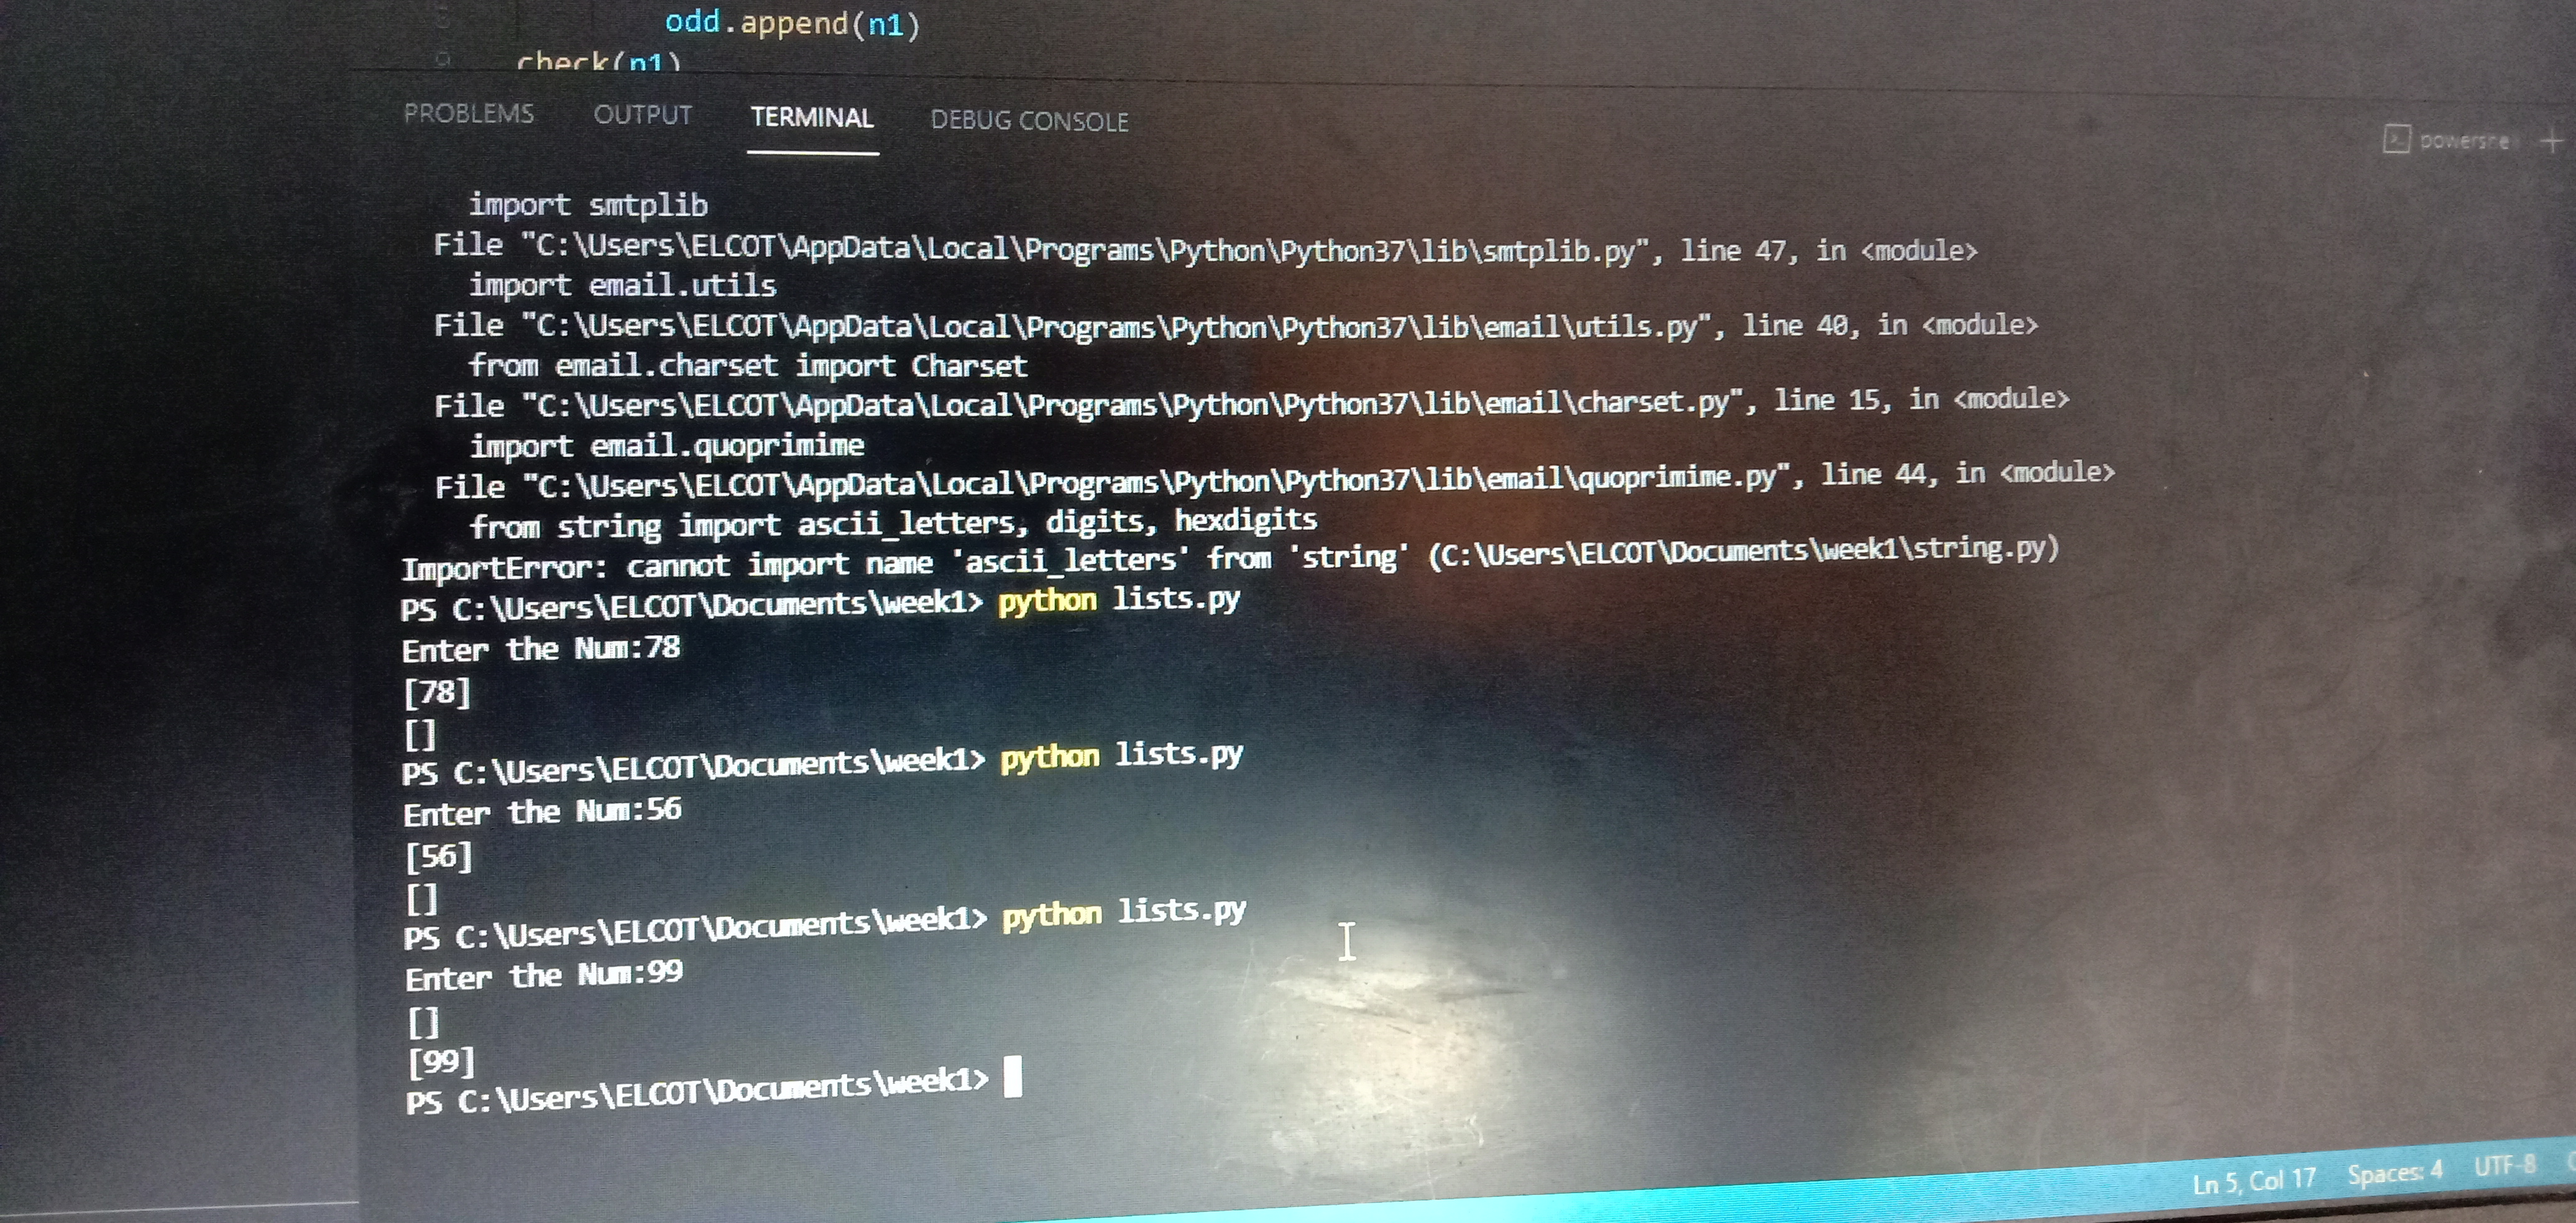 odd.append(n1)
9 check(n1)
PROBLEMS OUTPUT TERMINAL DEBUG CONSOLE
import smtplib
File "C:\Users\ELCOT\AppData\Local\Programs\Python\Python37\lib\smtplib.py", line 47, in <module>
import email.utils
File "C:\Users\ELCOT\AppData\Local\Programs\Python\Python37\lib\email\utils.py", line 40, in <module>
from email.charset import Charset
File "C:\Users\ELCOT\AppData\Local\Programs\Python\Python37\lib\email\charset.py", line 15, in <module>
import email.quoprimime
File "C:\Users\ELCOT\AppData\Local\Programs\Python\Python37\lib\email\quoprimime.py", line 44, in <module>
from string import ascii_letters, digits, hexdigits
ImportError: cannot import name 'ascii_letters' from 'string' (C:\Users\ELCOT\Documents\week1\string.py)
PS C:\Users\ELCOT\Documents\week1> python lists.py
Enter the Num:78
[78]
[]
PS C:\Users\ELCOT\Documents\week1> python lists.py
Enter the Num:56
[56]
[]
PS C:\Users\ELCOT\Documents\week1> python lists.py
Enter the Num:99
[]
[99]
PS C:\Users\ELCOT\Documents\week1>
Ln 5, Col 17 Spaces: 4 UTF-8